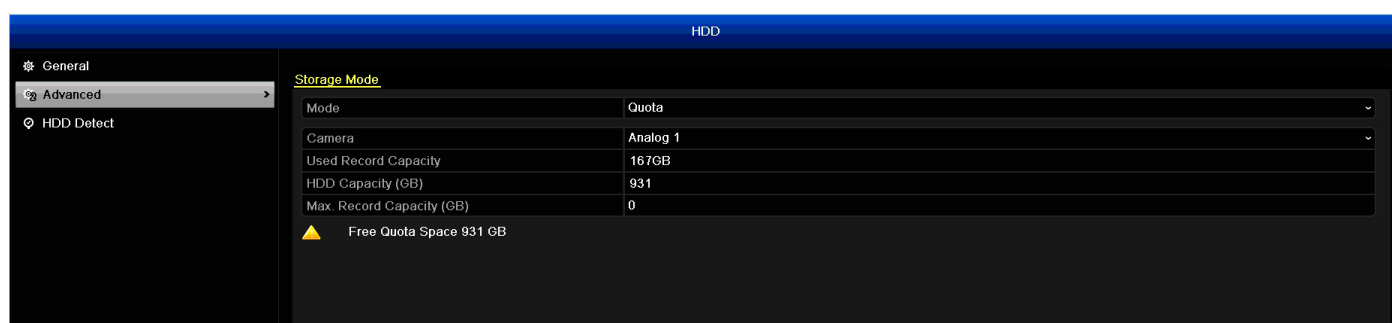 HDD
General
Advanced
HDD Detect
Storage Mode
Mode Quota
Camera Analog 1
Used Record Capacity 167GB
HDD Capacity (GB) 931
Max. Record Capacity (GB) 0
Free Quota Space 931 GB